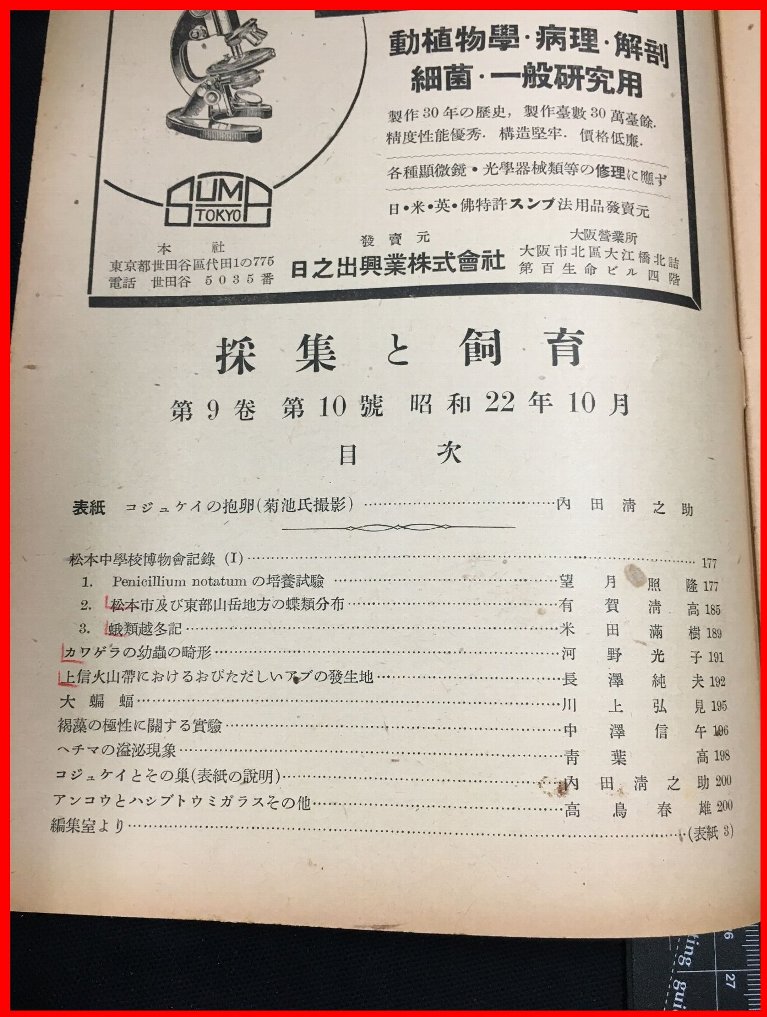 動植物學・病理・解剖
細菌・一般研究用
製作30年の歴史, 製作臺數30萬臺餘.
精度性能優秀. 構造堅牢. 價格低廉.
各種顯微鏡・光學器械類等の修理に應ず
日・米・英・佛特許スンプ法用品發賣元
TOKYO
本社
東京都世田谷區代田1の775
電話 世田谷 5035番
發賣元
日之出興業株式會社
大阪營業所
大阪市北區大江橋北詰
第百生命ビル四階
採集と飼育
第9卷 第10號 昭和22年10月
目次
表紙 コジュケイの抱卵(菊池氏撮影)……………內田淸之助
松本中學校博物會記錄 (I)……………177
1. Penicillium notatum の培養試驗……………望月照隆 177
2. 松本市及び東部山岳地方の蝶類分布……………有賀淸高 185
3. 蛾類越冬記……………米田滿樹 189
カワゲラの幼蟲の畸形……………河野光子 191
上信火山帶におけるおびただしいアブの發生地……………長澤純夫 192
大蝙蝠……………川上弘見 195
褐藻の極性に關する實驗……………中澤信午 196
ヘチマの溢泌現象……………靑葉高 198
コジュケイとその巢(表紙の說明)……………內田淸之助 200
アンコウとハシブトウミガラスその他……………高島春雄 200
編集室より……………(表紙3)
26
27
guid